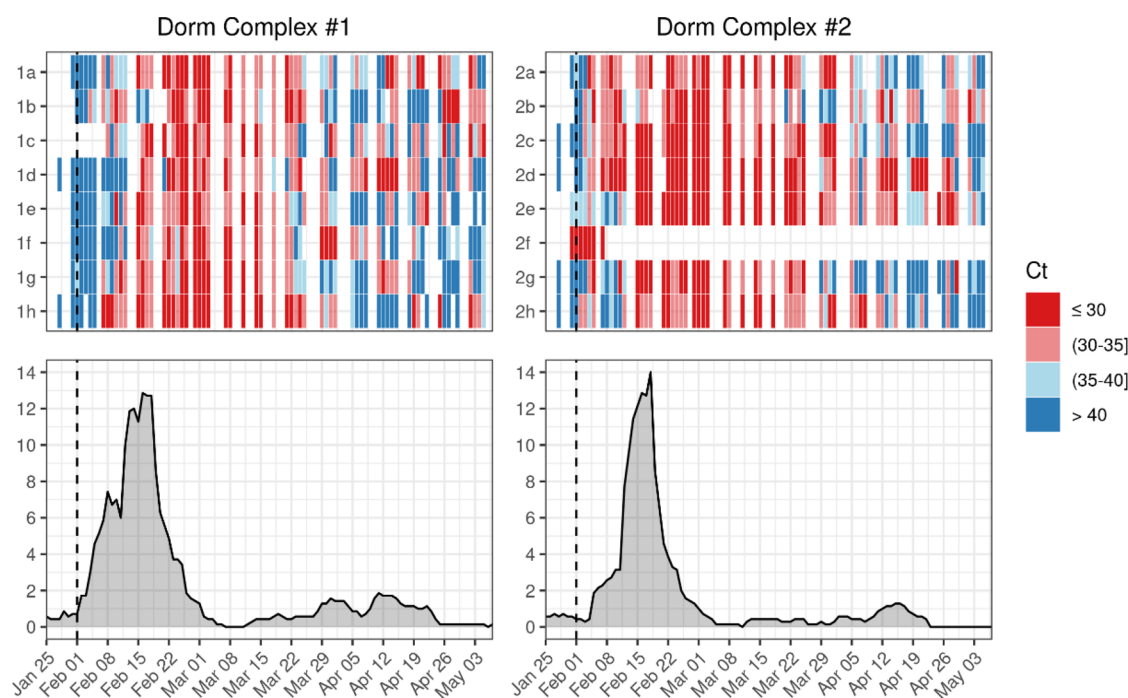 Dorm Complex #1
Dorm Complex #2
1a
1b
1c
1d
1e
1f
1g
1h
2a
2b
2c
2d
2e
2f
2g
2h
Ct
≤ 30
(30-35]
(35-40]
> 40
14
12
10
8
6
4
2
0
14
12
10
8
6
4
2
0
Jan 25
Feb 01
Feb 08
Feb 15
Feb 22
Mar 01
Mar 08
Mar 15
Mar 22
Mar 29
Apr 05
Apr 12
Apr 19
Apr 26
May 03
Jan 25
Feb 01
Feb 08
Feb 15
Feb 22
Mar 01
Mar 08
Mar 15
Mar 22
Mar 29
Apr 05
Apr 12
Apr 19
Apr 26
May 03